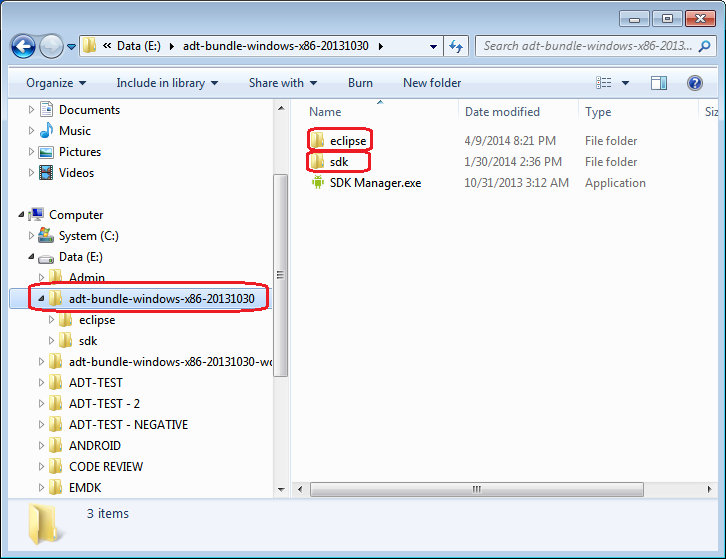 « Data (E:) ▸ adt-bundle-windows-x86-20131030 ▸
Search adt-bundle-windows-x86-2013...
Organize Include in library Share with Burn New folder
Documents
Music
Pictures
Videos
Computer
System (C:)
Data (E:)
Admin
adt-bundle-windows-x86-20131030
eclipse
sdk
adt-bundle-windows-x86-20131030-wo
ADT-TEST
ADT-TEST - 2
ADT-TEST - NEGATIVE
ANDROID
CODE REVIEW
EMDK
Name Date modified Type Siz
eclipse 4/9/2014 8:21 PM File folder
sdk 1/30/2014 2:36 PM File folder
SDK Manager.exe 10/31/2013 3:12 AM Application
3 items